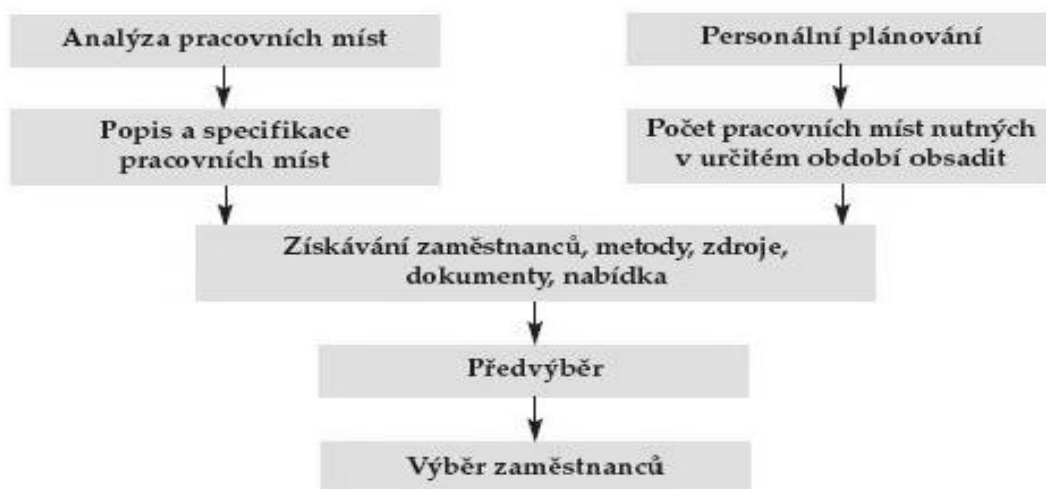 Analýza pracovních míst
Personální plánování
Popis a specifikace
pracovních míst
Počet pracovních míst nutných
v určitém období obsadit
Získávání zaměstnanců, metody, zdroje,
dokumenty, nabídka
Předvýběr
Výběr zaměstnanců